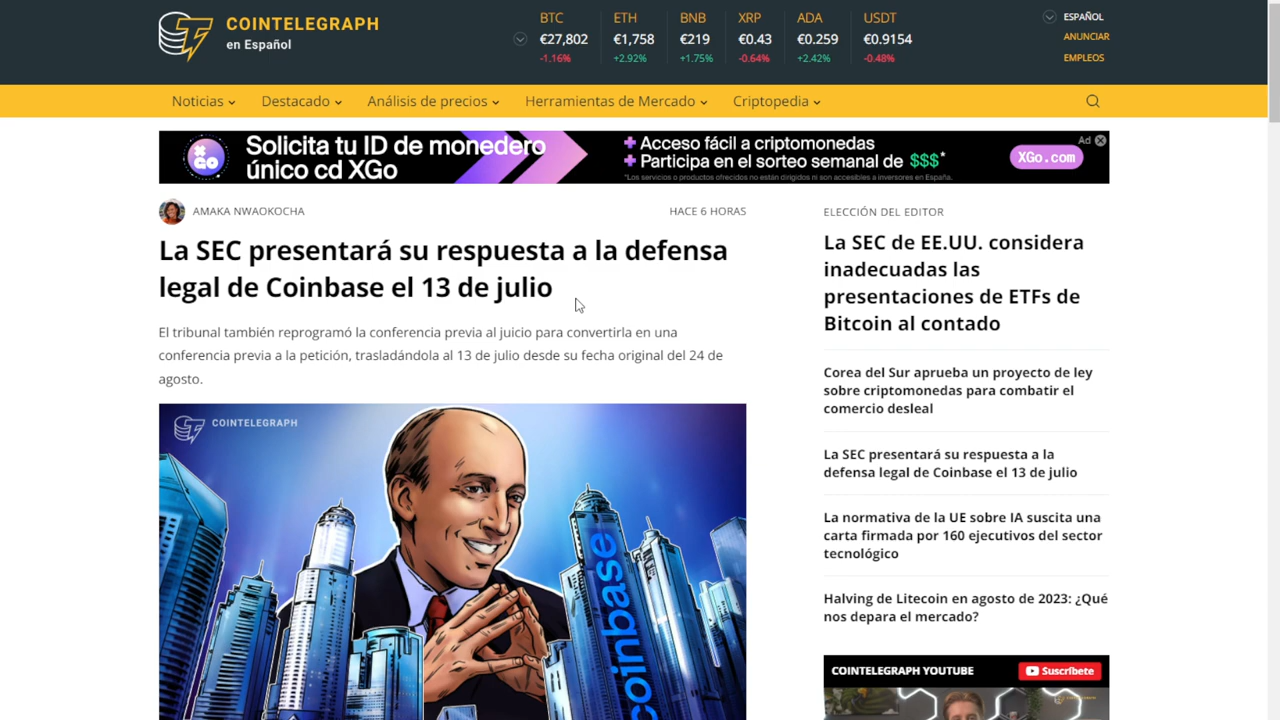 COINTELEGRAPH
en Español
BTC ETH BNB XRP ADA USDT
€27,802 €1,758 €219 €0.43 €0.259 €0.9154
-1.16% +2.92% +1.75% -0.64% +2.42% -0.48%
ESPAÑOL
ANUNCIAR
EMPLEOS
Noticias Destacado Análisis de precios Herramientas de Mercado Criptopedia
XGO
Solicita tu ID de monedero
único cd XGo
+ Acceso fácil a criptomonedas
+ Participa en el sorteo semanal de $$$*
*Los servicios o productos ofrecidos no están dirigidos ni son accesibles a inversores en España.
XGo.com
Ad
AMAKA NWAOKOCHA
HACE 6 HORAS
La SEC presentará su respuesta a la defensa
legal de Coinbase el 13 de julio
El tribunal también reprogramó la conferencia previa al juicio para convertirla en una
conferencia previa a la petición, trasladándola al 13 de julio desde su fecha original del 24 de
agosto.
COINTELEGRAPH
coinbase
ELECCIÓN DEL EDITOR
La SEC de EE.UU. considera
inadecuadas las
presentaciones de ETFs de
Bitcoin al contado
Corea del Sur aprueba un proyecto de ley
sobre criptomonedas para combatir el
comercio desleal
La SEC presentará su respuesta a la
defensa legal de Coinbase el 13 de julio
La normativa de la UE sobre IA suscita una
carta firmada por 160 ejecutivos del sector
tecnológico
Halving de Litecoin en agosto de 2023: ¿Qué
nos depara el mercado?
COINTELEGRAPH YOUTUBE
Suscríbete